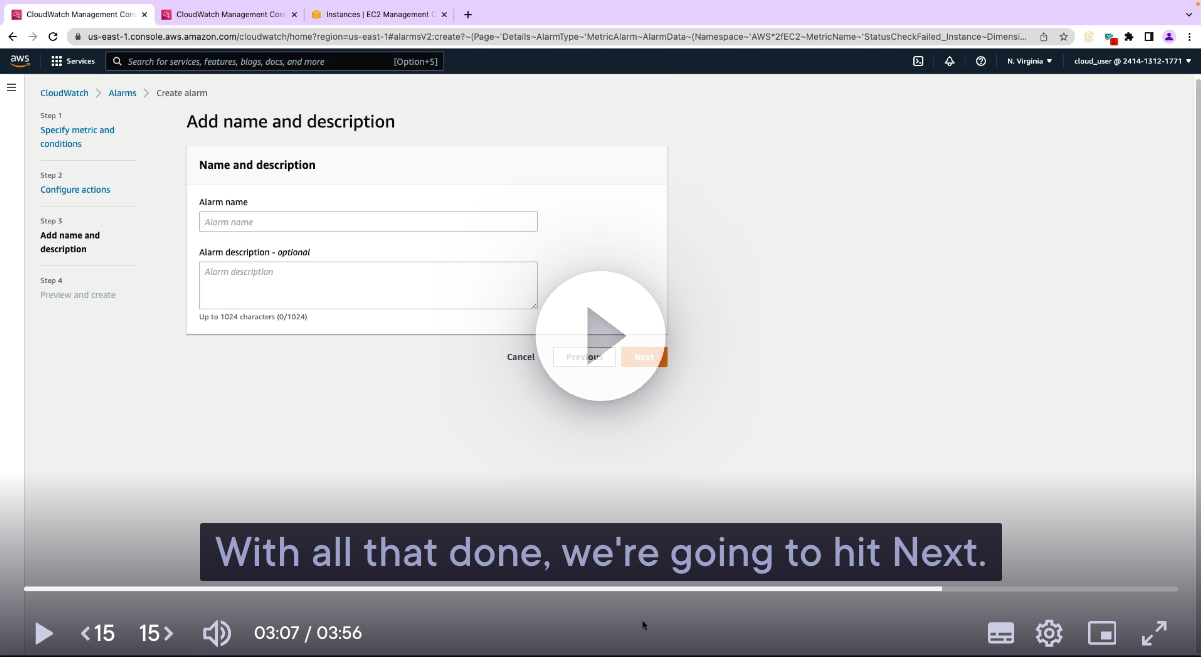 CloudWatch Management Con
CloudWatch Management Con
Instances | EC2 Management C
us-east-1.console.aws.amazon.com/cloudwatch/home?region=us-east-1#alarmsV2:create?~(Page~'Details~AlarmType~'MetricAlarm~AlarmData~(Namespace~'AWS*2fEC2~MetricName~'StatusCheckFailed_Instance~Dimensi...
aws
Services
Search for services, features, blogs, docs, and more
[Option+S]
N. Virginia
cloud_user @ 2414-1312-1771
CloudWatch > Alarms > Create alarm
Step 1
Specify metric and
conditions
Step 2
Configure actions
Step 3
Add name and
description
Step 4
Preview and create
Add name and description
Name and description
Alarm name
Alarm name
Alarm description - optional
Alarm description
Up to 1024 characters (0/1024)
Cancel
Previous
Next
With all that done, we're going to hit Next.
<15
15>
03:07 / 03:56